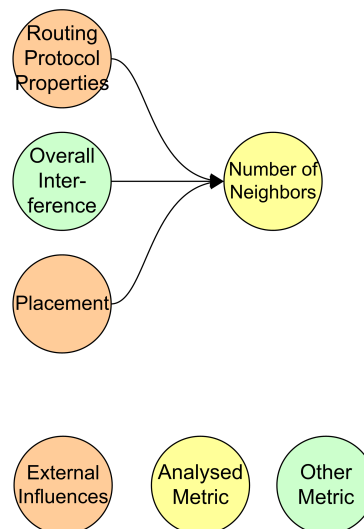 Routing
Protocol
Properties
Overall
Inter-
ference
Number of
Neighbors
Placement
External
Influences
Analysed
Metric
Other
Metric